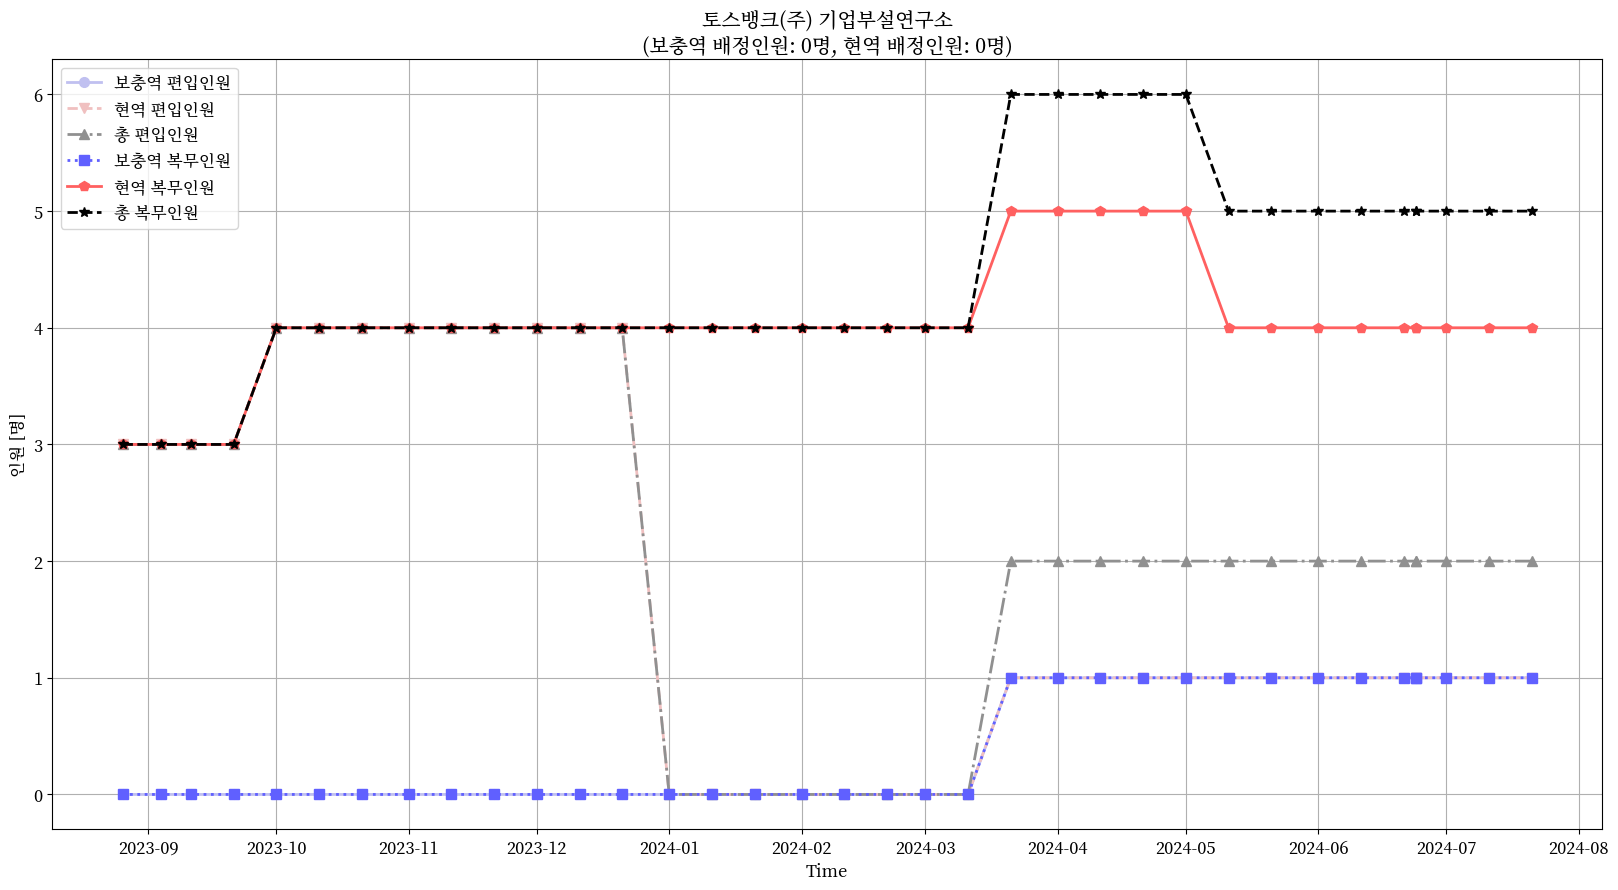 토스뱅크(주) 기업부설연구소
(보충역 배정인원: 0명, 현역 배정인원: 0명)
보충역 편입인원
현역 편입인원
총 편입인원
보충역 복무인원
현역 복무인원
총 복무인원
인원 [명]
6
5
4
3
2
1
0
2023-09 2023-10 2023-11 2023-12 2024-01 2024-02 2024-03 2024-04 2024-05 2024-06 2024-07 2024-08
Time